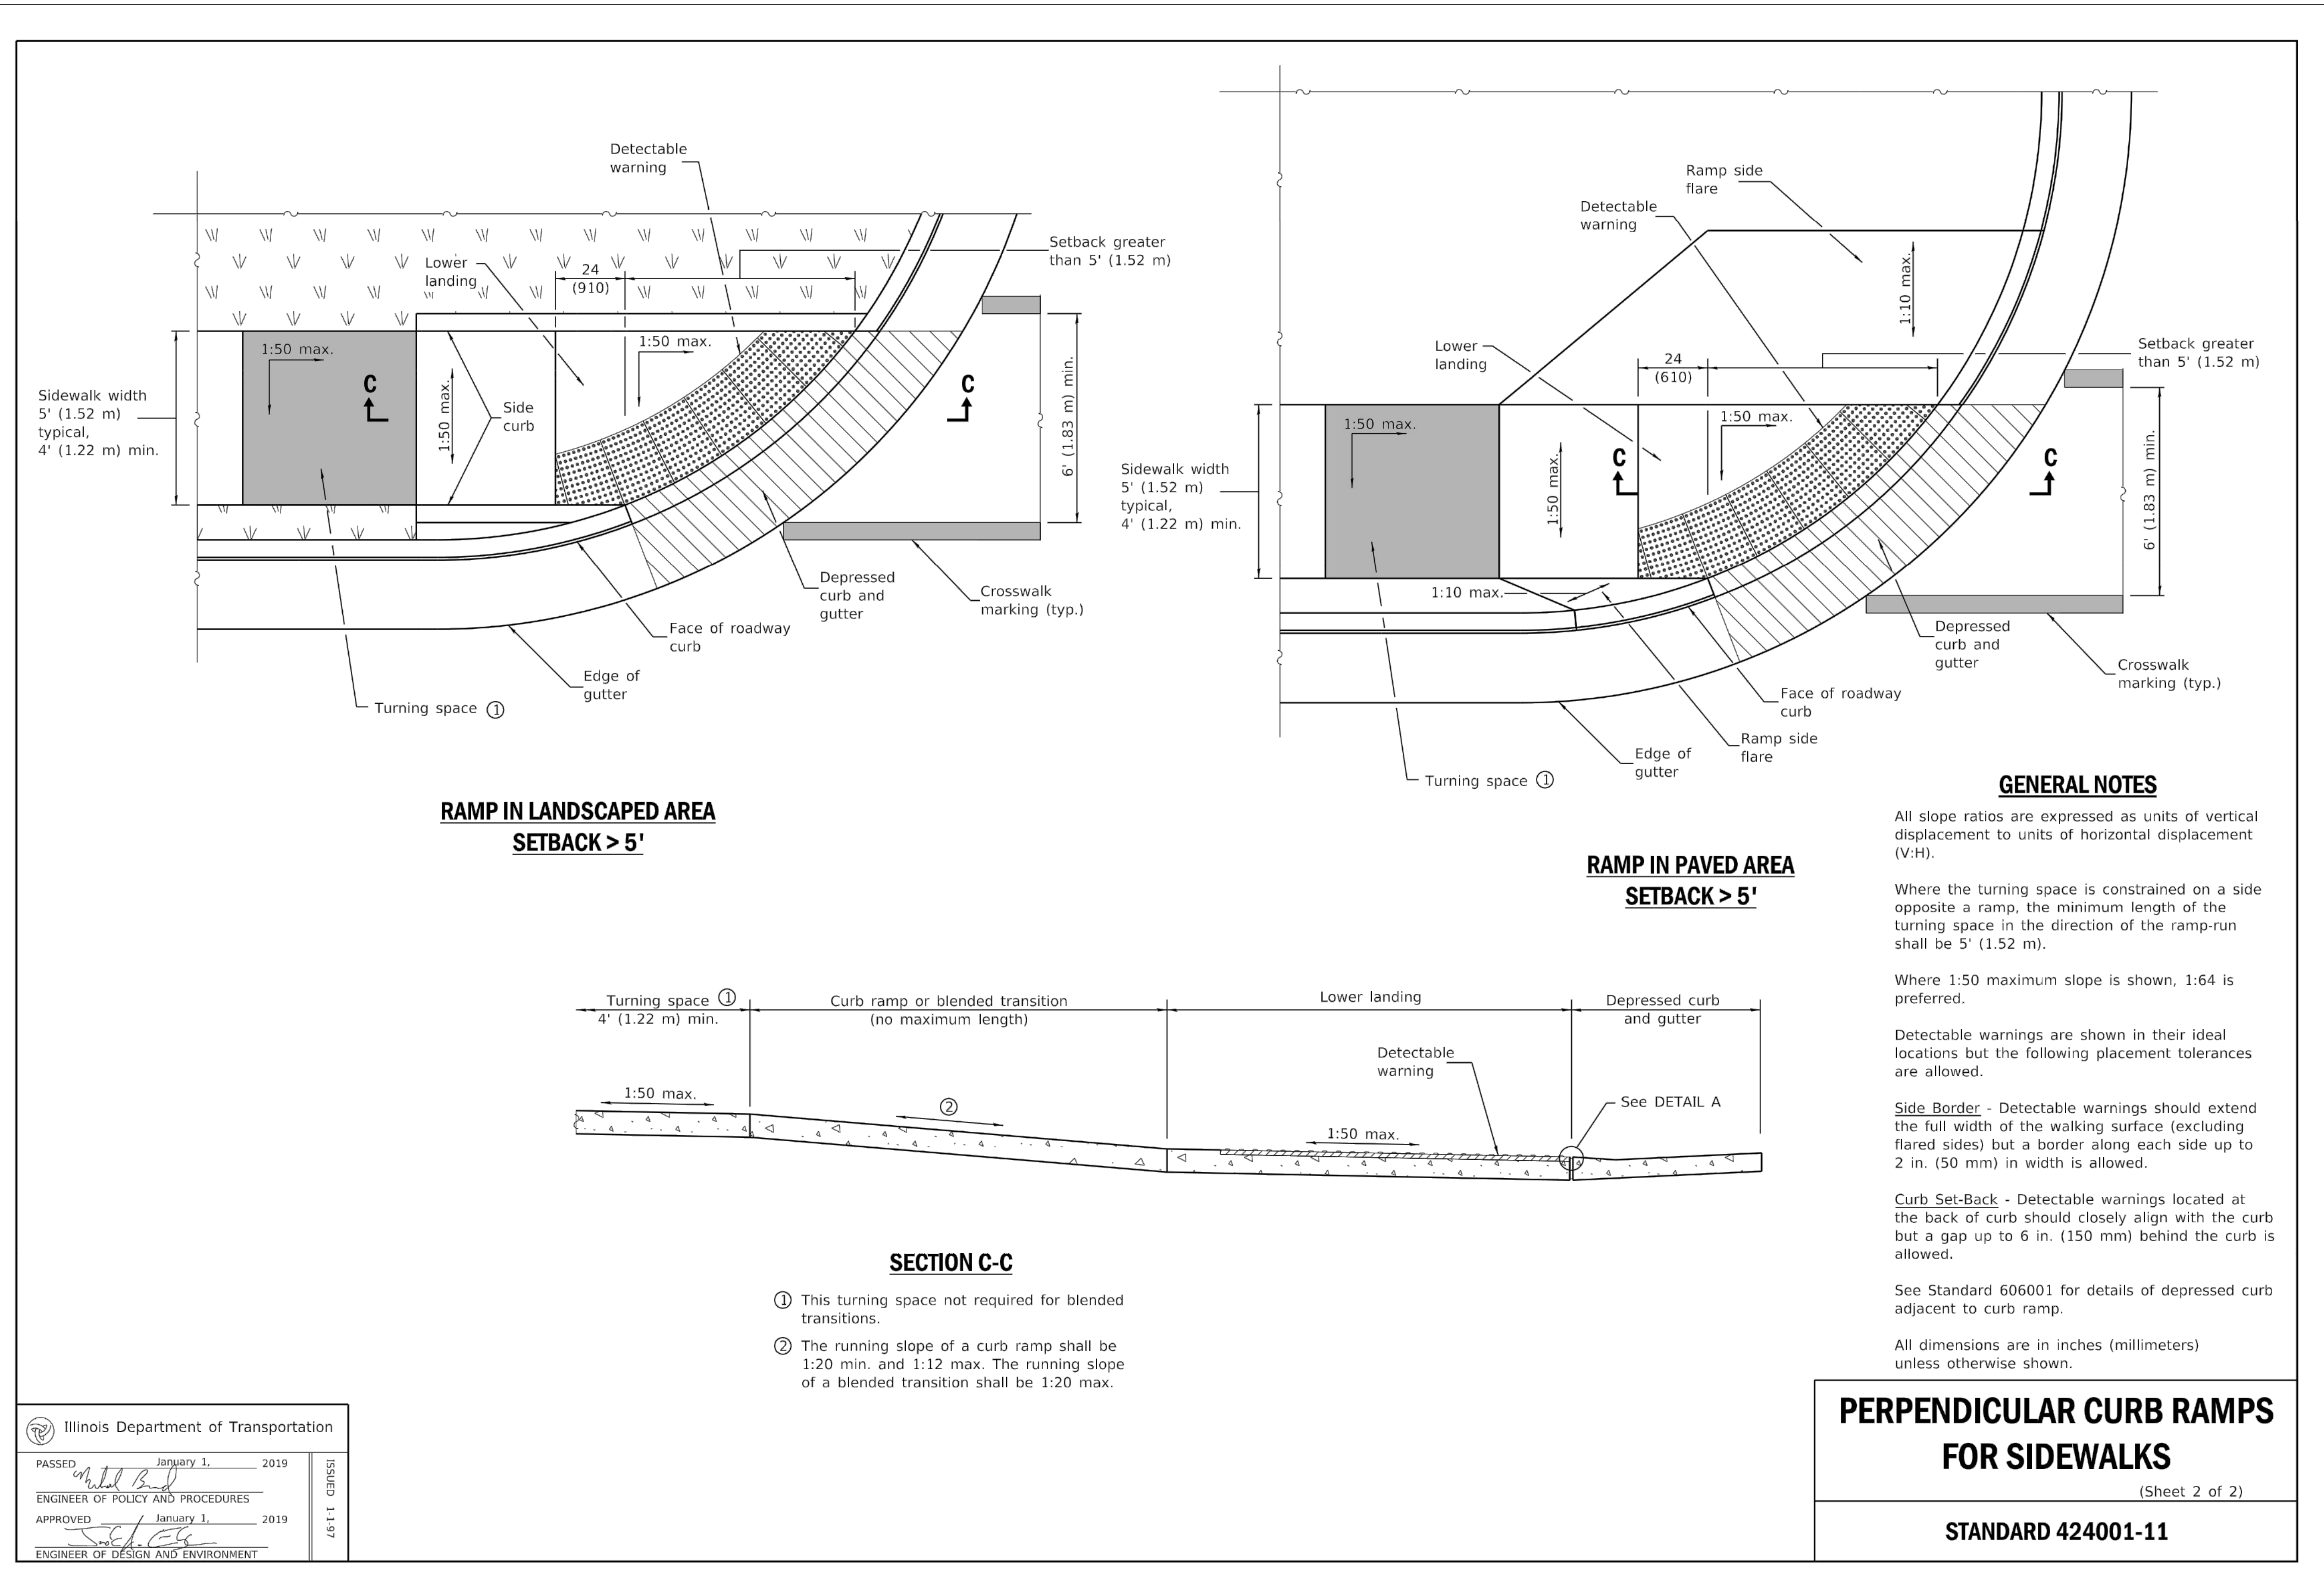 Detectable
warning
Setback greater
than 5' (1.52 m)
Lower
landing
24
(910)
1:50 max.
1:50 max.
C
C
Sidewalk width
5' (1.52 m)
typical,
4' (1.22 m) min.
1:50 max.
Side
curb
6' (1.83 m) min.
Depressed
curb and
gutter
Crosswalk
marking (typ.)
Face of roadway
curb
Edge of
gutter
Turning space 1
RAMP IN LANDSCAPED AREA
SETBACK > 5'
Ramp side
flare
Detectable
warning
1:10 max.
Lower
landing
24
(610)
Setback greater
than 5' (1.52 m)
1:50 max.
1:50 max.
C
C
Sidewalk width
5' (1.52 m)
typical,
4' (1.22 m) min.
1:50 max.
6' (1.83 m) min.
1:10 max.
Depressed
curb and
gutter
Crosswalk
marking (typ.)
Face of roadway
curb
Ramp side
flare
Edge of
gutter
Turning space 1
RAMP IN PAVED AREA
SETBACK > 5'
Turning space 1
4' (1.22 m) min.
Curb ramp or blended transition
(no maximum length)
Lower landing
Depressed curb
and gutter
Detectable
warning
1:50 max.
2
1:50 max.
See DETAIL A
SECTION C-C
1 This turning space not required for blended
transitions.
2 The running slope of a curb ramp shall be
1:20 min. and 1:12 max. The running slope
of a blended transition shall be 1:20 max.
GENERAL NOTES
All slope ratios are expressed as units of vertical
displacement to units of horizontal displacement
(V:H).
Where the turning space is constrained on a side
opposite a ramp, the minimum length of the
turning space in the direction of the ramp-run
shall be 5' (1.52 m).
Where 1:50 maximum slope is shown, 1:64 is
preferred.
Detectable warnings are shown in their ideal
locations but the following placement tolerances
are allowed.
Side Border - Detectable warnings should extend
the full width of the walking surface (excluding
flared sides) but a border along each side up to
2 in. (50 mm) in width is allowed.
Curb Set-Back - Detectable warnings located at
the back of curb should closely align with the curb
but a gap up to 6 in. (150 mm) behind the curb is
allowed.
See Standard 606001 for details of depressed curb
adjacent to curb ramp.
All dimensions are in inches (millimeters)
unless otherwise shown.
Illinois Department of Transportation
PASSED January 1, 2019
ENGINEER OF POLICY AND PROCEDURES
APPROVED January 1, 2019
ENGINEER OF DESIGN AND ENVIRONMENT
ISSUED 1-1-97
PERPENDICULAR CURB RAMPS
FOR SIDEWALKS
(Sheet 2 of 2)
STANDARD 424001-11